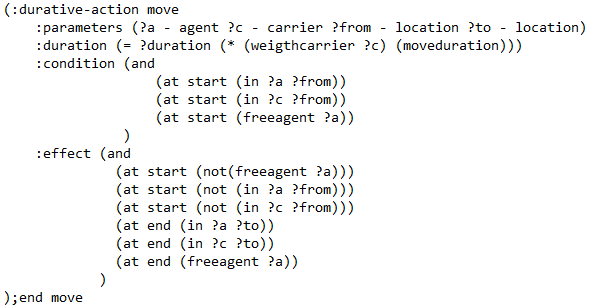 (:durative-action move
:parameters (?a - agent ?c - carrier ?from - location ?to - location)
:duration (= ?duration (* (weigthcarrier ?c) (moveduration)))
:condition (and
(at start (in ?a ?from))
(at start (in ?c ?from))
(at start (freeagent ?a))
)
:effect (and
(at start (not(freeagent ?a)))
(at start (not (in ?a ?from)))
(at start (not (in ?c ?from)))
(at end (in ?a ?to))
(at end (in ?c ?to))
(at end (freeagent ?a))
)
);end move